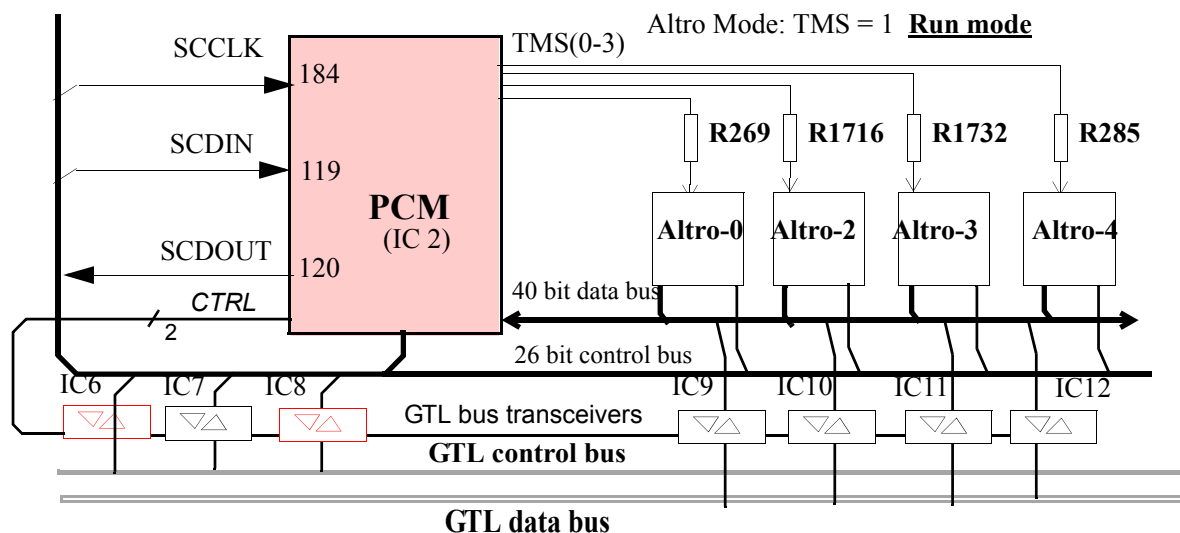 Altro Mode: TMS = 1 Run mode
TMS(0-3)
SCCLK
184
R269
R1716
R1732
R285
SCDIN
119
PCM
(IC 2)
Altro-0
Altro-2
Altro-3
Altro-4
SCDOUT
120
40 bit data bus
CTRL
2
26 bit control bus
IC6
IC7
IC8
IC9
IC10
IC11
IC12
GTL bus transceivers
GTL control bus
GTL data bus